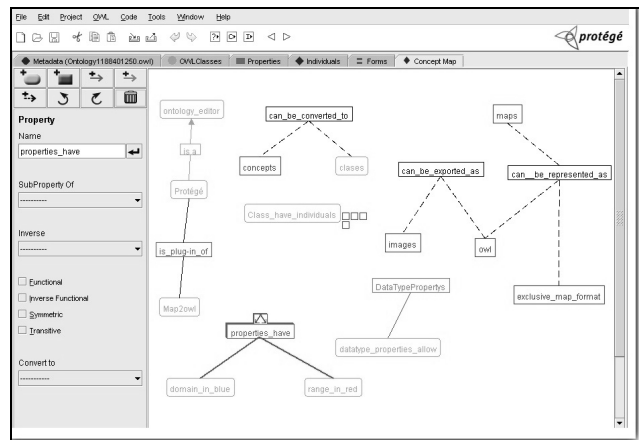 File Edit Project OWL Code Tools Window Help
protégé
Metadata (Ontology1188401250.owl) OWLClasses Properties Individuals Forms Concept Map
Property
Name
properties_have
SubProperty Of
----------
Inverse
----------
Functional
Inverse Functional
Symmetric
Transitive
Convert to
-----------
ontology_editor
can_be_converted_to
maps
is a
concepts
clases
can_be_exported_as
can__be_represented_as
Protégé
Class_have_individuals
is_plug-in_of
images
owl
DataTypePropertys
exclusive_map_format
Map2owl
properties_have
datatype_properties_allow
domain_in_blue
range_in_red